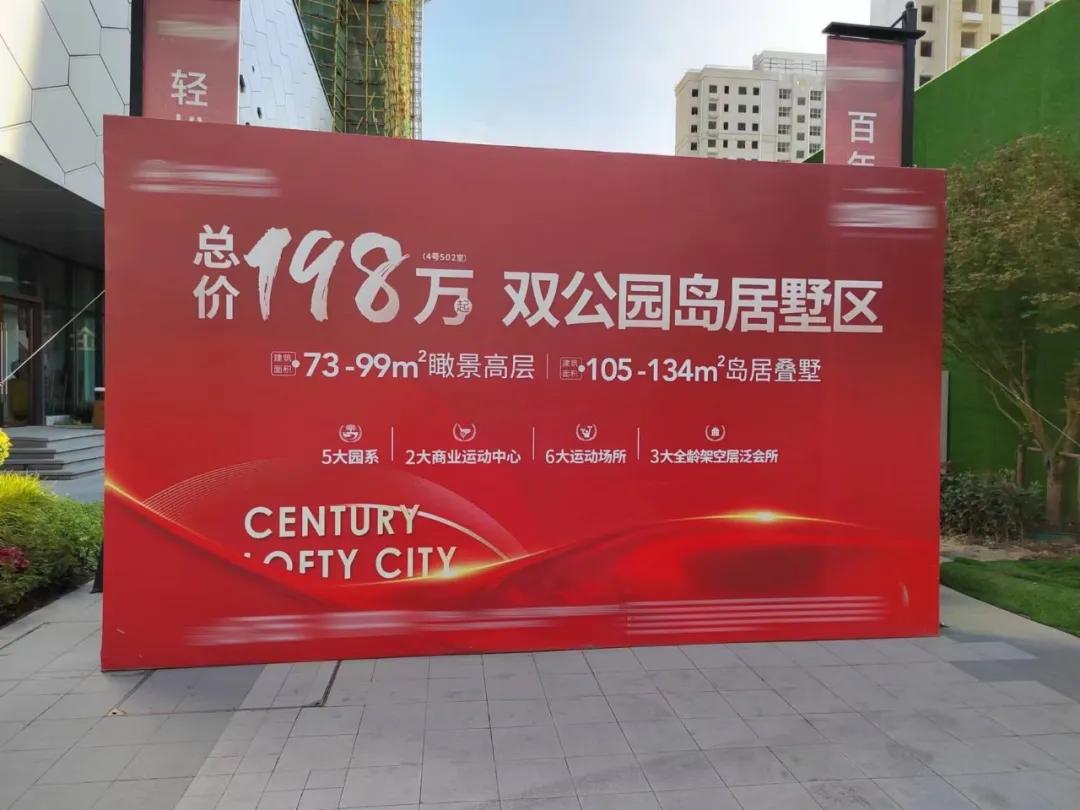 轻松
百年
总价198万起
(4号502室)
双公园岛居墅区
建筑面积 73-99m²瞰景高层
建筑面积 105-134m²岛居叠墅
5大园系
2大商业运动中心
6大运动场所
3大全龄架空层泛会所
CENTURY
LOFTY CITY